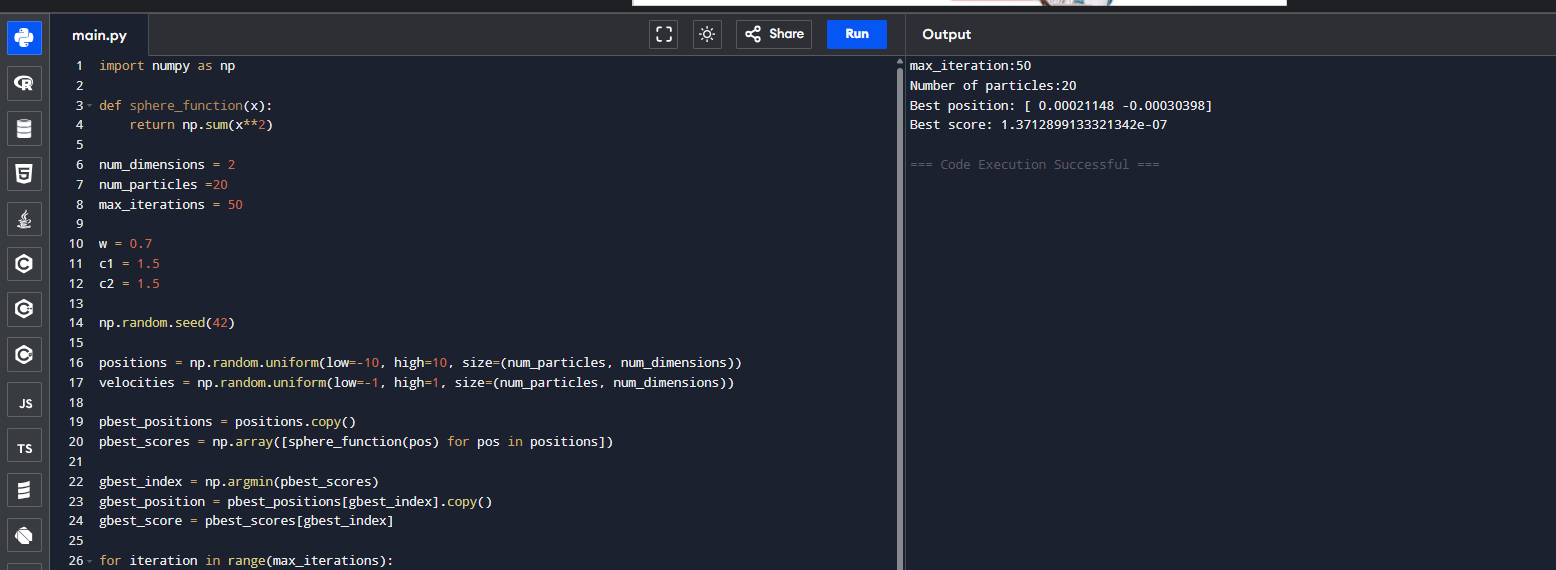 main.py
Share
Run
Output
1 import numpy as np
2
3 def sphere_function(x):
4     return np.sum(x**2)
5
6 num_dimensions = 2
7 num_particles =20
8 max_iterations = 50
9
10 w = 0.7
11 c1 = 1.5
12 c2 = 1.5
13
14 np.random.seed(42)
15
16 positions = np.random.uniform(low=-10, high=10, size=(num_particles, num_dimensions))
17 velocities = np.random.uniform(low=-1, high=1, size=(num_particles, num_dimensions))
18
19 pbest_positions = positions.copy()
20 pbest_scores = np.array([sphere_function(pos) for pos in positions])
21
22 gbest_index = np.argmin(pbest_scores)
23 gbest_position = pbest_positions[gbest_index].copy()
24 gbest_score = pbest_scores[gbest_index]
25
26 for iteration in range(max_iterations):
max_iteration:50
Number of particles:20
Best position: [ 0.00021148 -0.00030398]
Best score: 1.3712899133321342e-07
=== Code Execution Successful ===
R
5
C
C
C
JS
TS